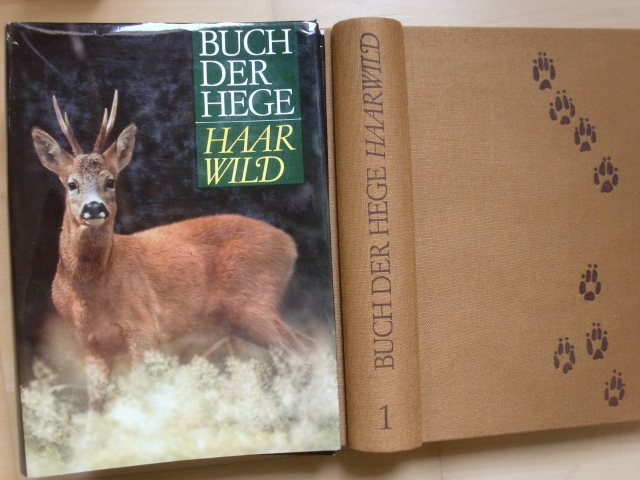 BUCH
DER
HEGE
HAAR
WILD
BUCH DER HEGE HAARWILD
1